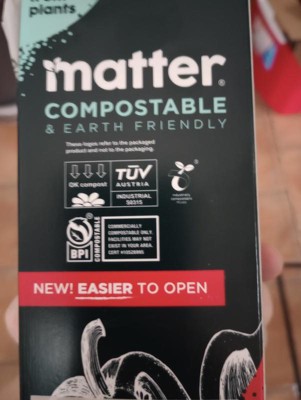 plants
matter
COMPOSTABLE
& EARTH FRIENDLY
These logos refer to the packaged
product and not to the packaging.
OK compost
TÜV
AUSTRIA
INDUSTRIAL
BPI
COMPOSTABLE
COMMERCIALLY
COMPOSTABLE ONLY.
FACILITIES MAY NOT
EXIST IN YOUR AREA.
NEW! EASIER TO OPEN